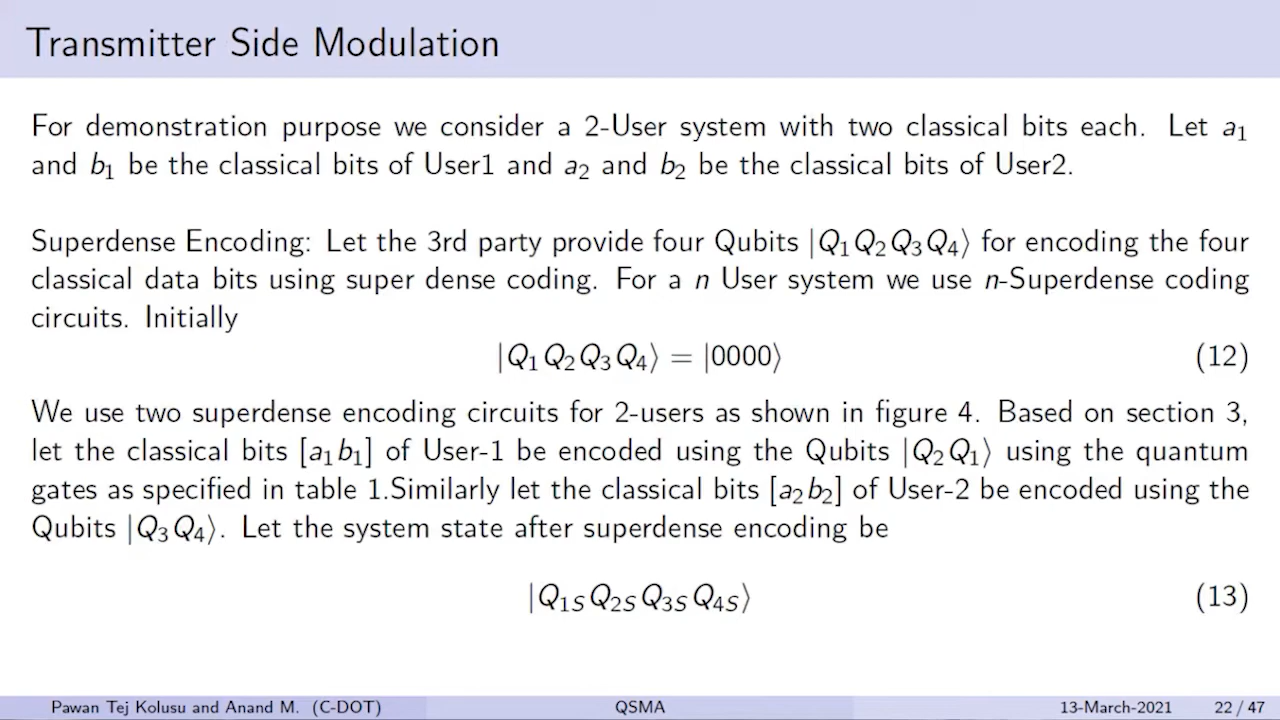 Transmitter Side Modulation
For demonstration purpose we consider a 2-User system with two classical bits each. Let a₁
and b₁ be the classical bits of User1 and a₂ and b₂ be the classical bits of User2.
Superdense Encoding: Let the 3rd party provide four Qubits |Q₁Q₂Q₃Q₄⟩ for encoding the four
classical data bits using super dense coding. For a n User system we use n-Superdense coding
circuits. Initially
|Q₁Q₂Q₃Q₄⟩ = |0000⟩ (12)
We use two superdense encoding circuits for 2-users as shown in figure 4. Based on section 3,
let the classical bits [a₁b₁] of User-1 be encoded using the Qubits |Q₂Q₁⟩ using the quantum
gates as specified in table 1.Similarly let the classical bits [a₂b₂] of User-2 be encoded using the
Qubits |Q₃Q₄⟩. Let the system state after superdense encoding be
|Q₁S Q₂S Q₃S Q₄S⟩ (13)
Pawan Tej Kolusu and Anand M. (C-DOT) QSMA 13-March-2021 22 / 47